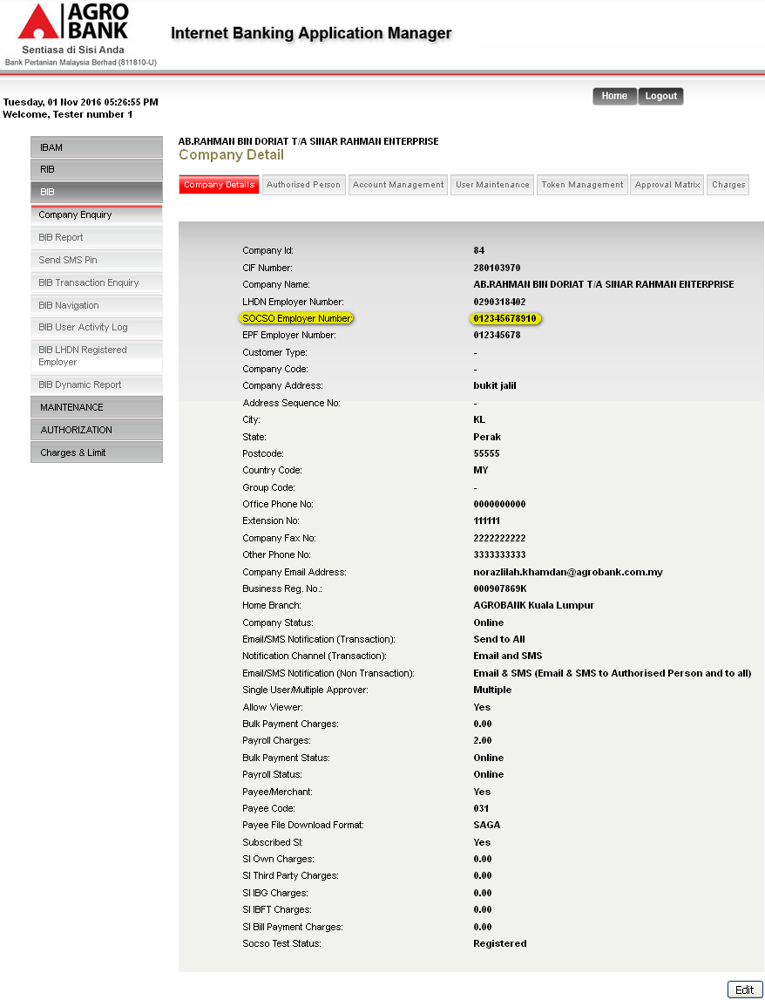 AGRO
BANK
Sentiasa di Sisi Anda
Bank Pertanian Malaysia Berhad (811810-U)
Internet Banking Application Manager
Tuesday, 01 Nov 2016 05:26:55 PM
Welcome, Tester number 1
Home Logout
IBAM
RIB
BIB
Company Enquiry
BIB Report
Send SMS Pin
BIB Transaction Enquiry
BIB Navigation
BIB User Activity Log
BIB LHDN Registered
Employer
BIB Dynamic Report
MAINTENANCE
AUTHORIZATION
Charges & Limit
AB.RAHMAN BIN DORIAT T/A SINAR RAHMAN ENTERPRISE
Company Detail
Company Details Authorised Person Account Management User Maintenance Token Management Approval Matrix Charges
Company Id: 84
CIF Number: 280103970
Company Name: AB.RAHMAN BIN DORIAT T/A SINAR RAHMAN ENTERPRISE
LHDN Employer Number: 0290318402
SOCSO Employer Number: 012345678910
EPF Employer Number: 012345678
Customer Type: -
Company Code: -
Company Address: bukit jalil
Address Sequence No: -
City: KL
State: Perak
Postcode: 55555
Country Code: MY
Group Code: -
Office Phone No: 0000000000
Extension No: 111111
Company Fax No: 2222222222
Other Phone No: 3333333333
Company Email Address: norazlilah.khamdan@agrobank.com.my
Business Reg. No.: 000907869K
Home Branch: AGROBANK Kuala Lumpur
Company Status: Online
Email/SMS Notification (Transaction): Send to All
Notification Channel (Transaction): Email and SMS
Email/SMS Notification (Non Transaction): Email & SMS (Email & SMS to Authorised Person and to all)
Single User/Multiple Approver: Multiple
Allow Viewer: Yes
Bulk Payment Charges: 0.00
Payroll Charges: 2.00
Bulk Payment Status: Online
Payroll Status: Online
Payee/Merchant: Yes
Payee Code: 031
Payee File Download Format: SAGA
Subscribed SI: Yes
SI Own Charges: 0.00
SI Third Party Charges: 0.00
SI IBG Charges: 0.00
SI IBFT Charges: 0.00
SI Bill Payment Charges: 0.00
Socso Test Status: Registered
Edit